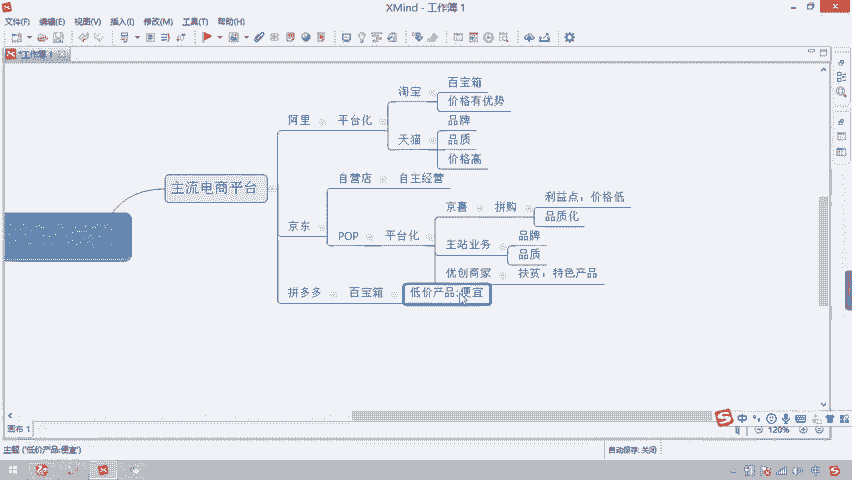 XMind - 工作簿 1
文件(F) 编辑(E) 视图(V) 插入(I) 修改(M) 工具(T) 帮助(H)
*工作簿 1
百宝箱
淘宝
价格有优势
阿里 平台化
品牌
天猫 品质
价格高
主流电商平台
自营店 自主经营
利益点：价格低
京喜 拼购
品质化
京东
POP 平台化
品牌
主站业务
品质
优创商家 扶贫：特色产品
拼多多 百宝箱 低价产品:便宜
画布 1
中
120%
主题 ('低价产品:便宜')
自动保存: 关闭
中